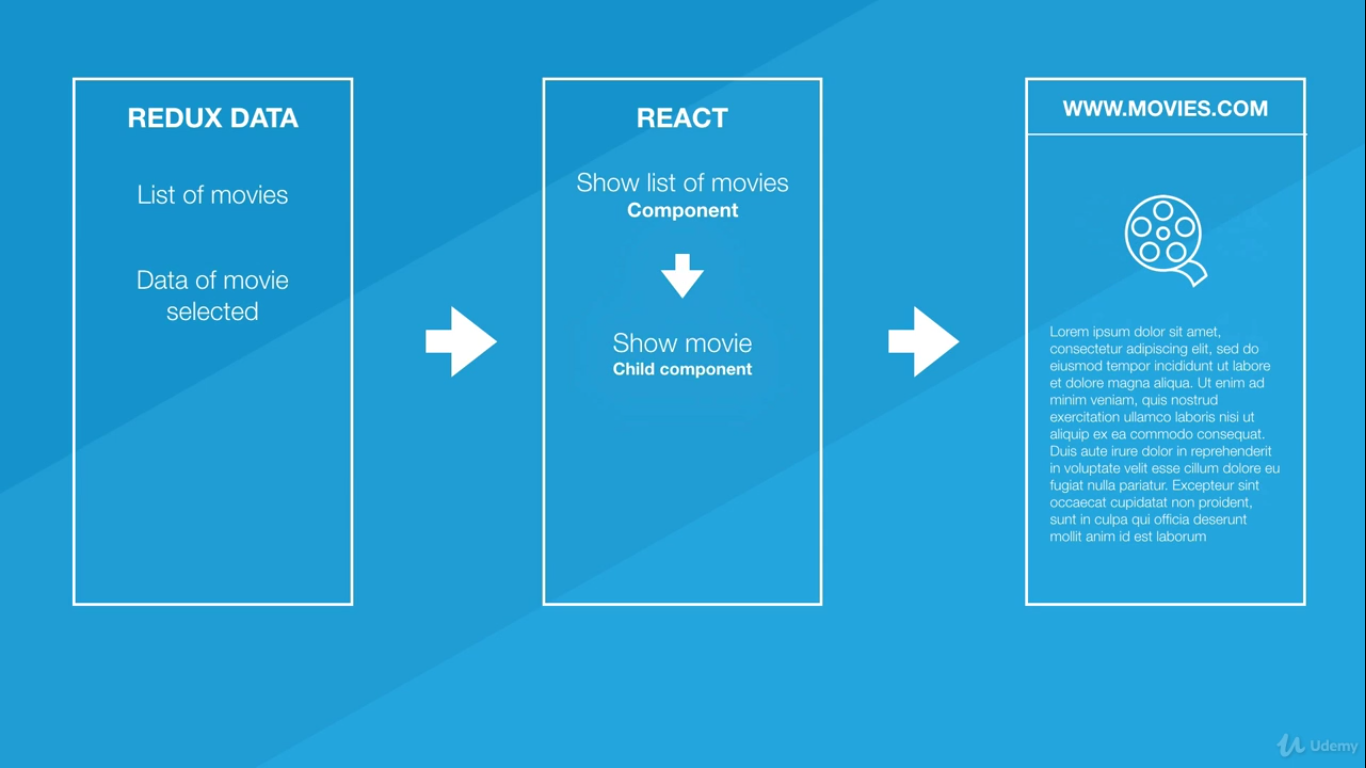 REDUX DATA
List of movies
Data of movie
selected
REACT
Show list of movies
Component
Show movie
Child component
WWW.MOVIES.COM
Lorem ipsum dolor sit amet,
consectetur adipiscing elit, sed do
eiusmod tempor incididunt ut labore
et dolore magna aliqua. Ut enim ad
minim veniam, quis nostrud
exercitation ullamco laboris nisi ut
aliquip ex ea commodo consequat.
Duis aute irure dolor in reprehenderit
in voluptate velit esse cillum dolore eu
fugiat nulla pariatur. Excepteur sint
occaecat cupidatat non proident,
sunt in culpa qui officia deserunt
mollit anim id est laborum
Udemy